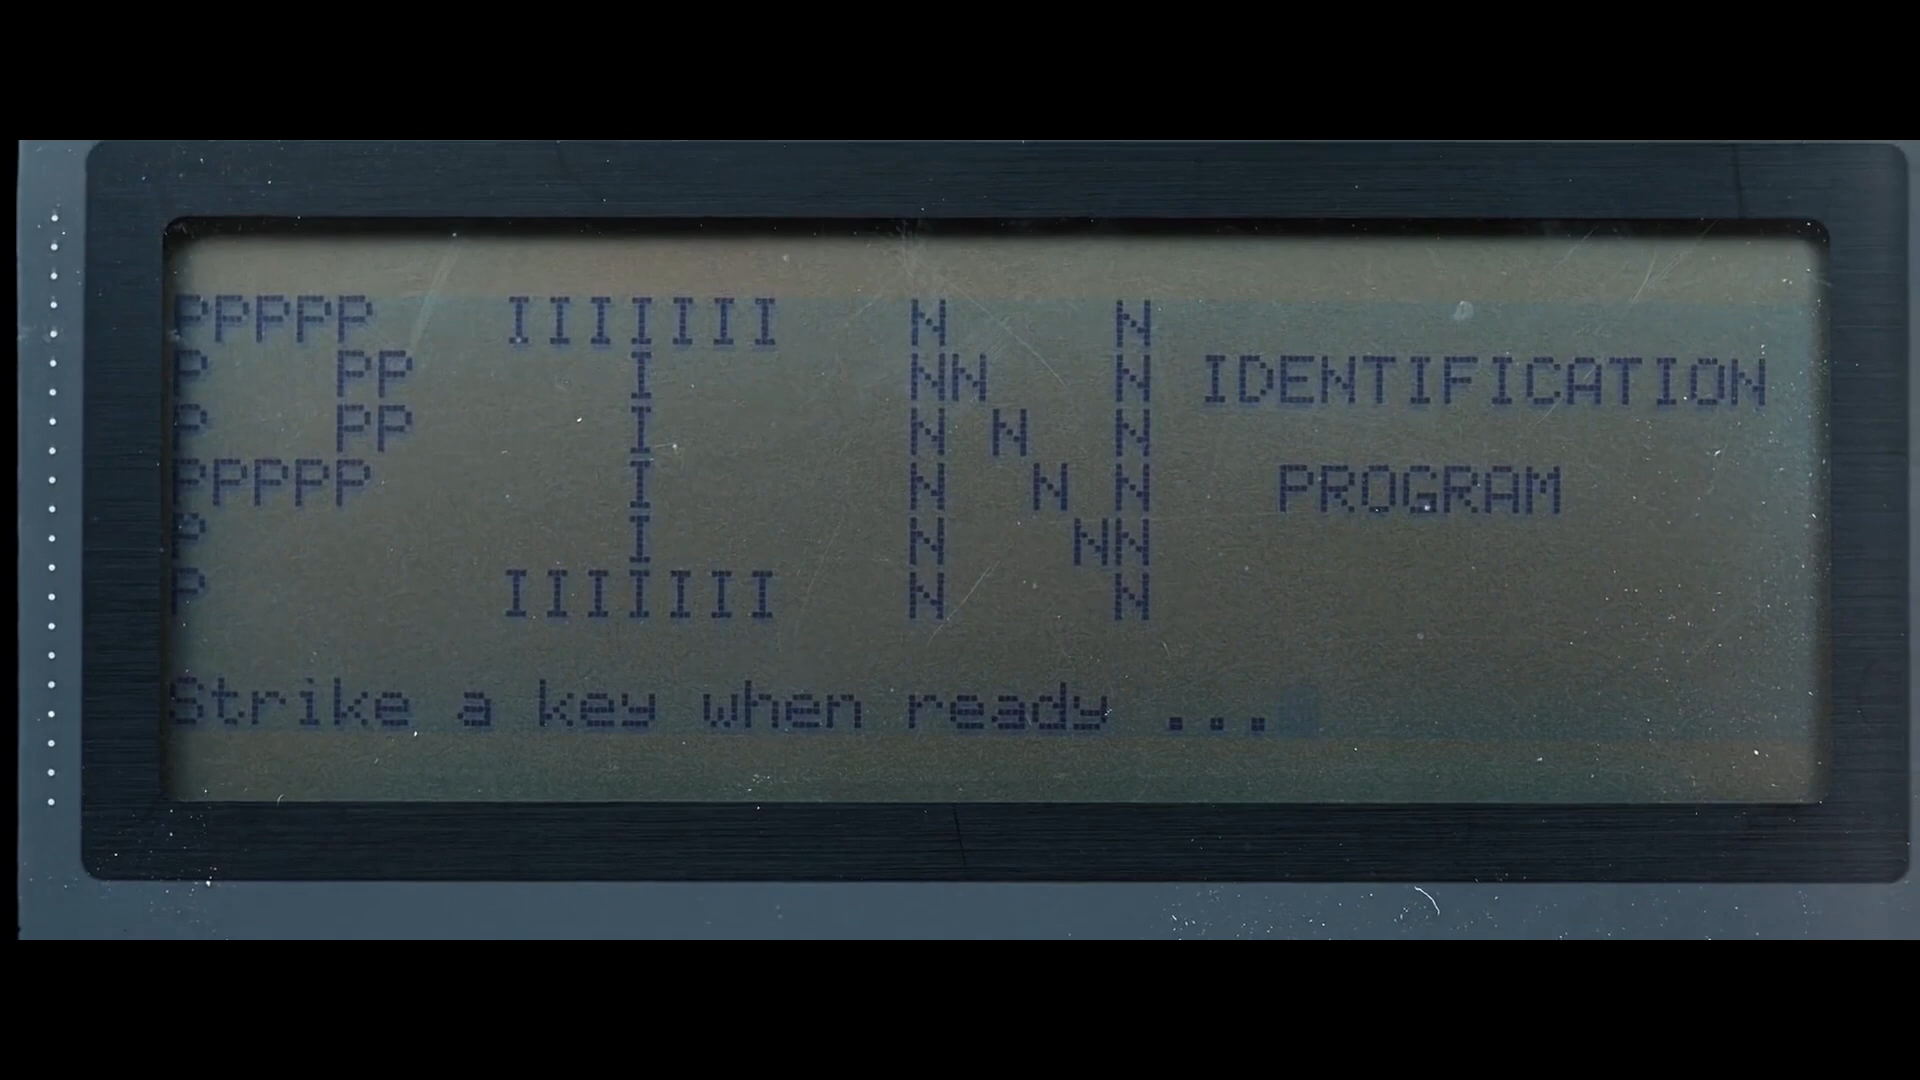 PPPPP   IIIIIII   N    N
P   PP     I      NN   N IDENTIFICATION
P   PP     I      N N  N
PPPPP      I      N  N N   PROGRAM
P          I      N   NN
P       IIIIIII   N    N
Strike a key when ready ...